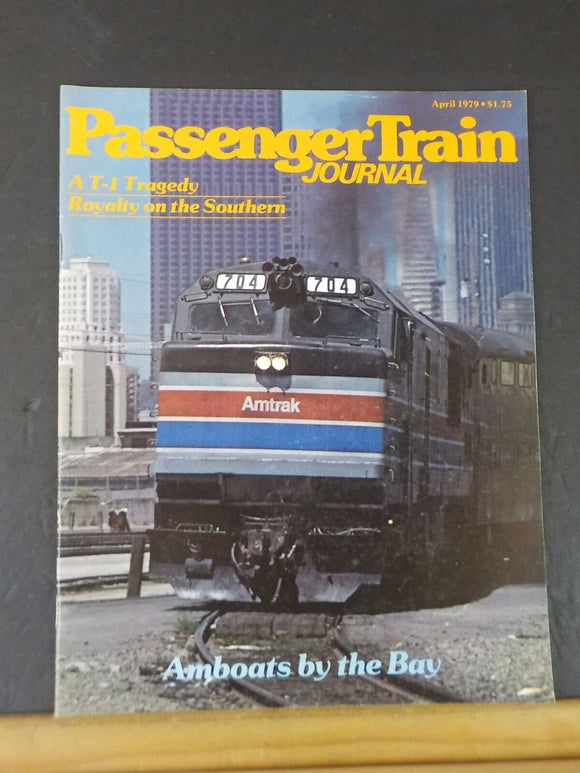 April 1979 • $1.75
Passenger Train
JOURNAL
A T-1 Tragedy
Royalty on the Southern
704 704
Amtrak
Amboats by the Bay